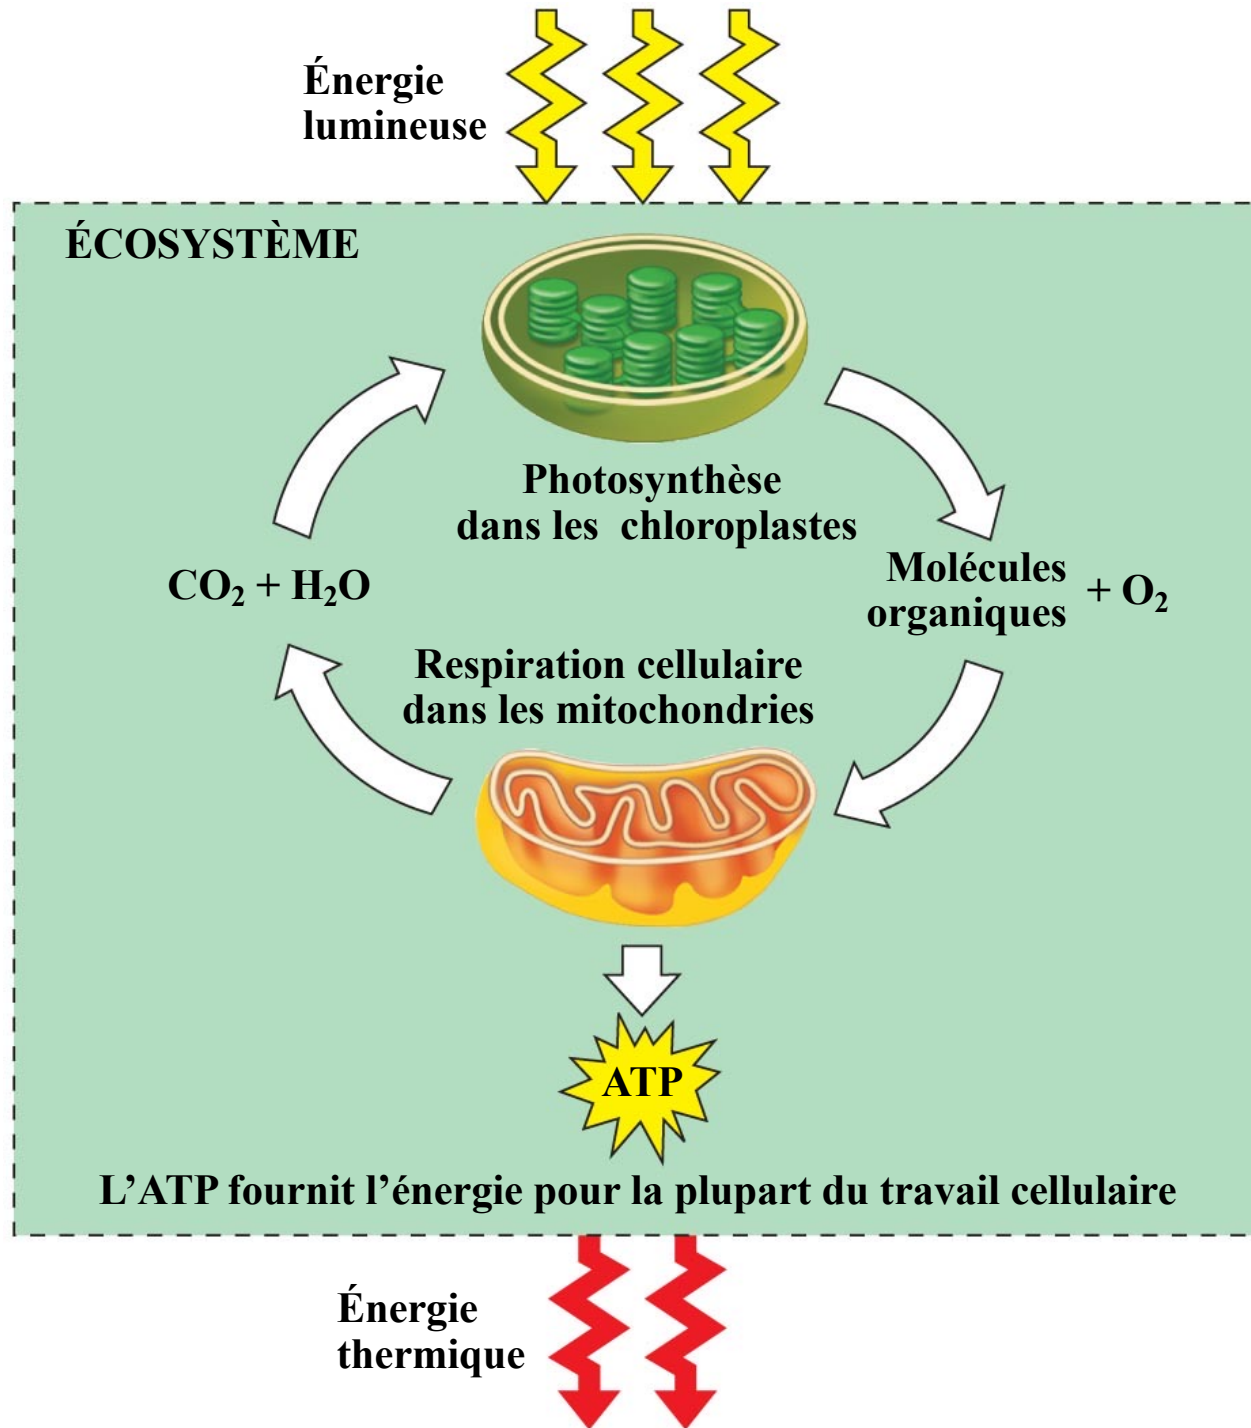 Énergie
lumineuse
ÉCOSYSTÈME
Photosynthèse
dans les chloroplastes
CO₂ + H₂O
Molécules
organiques + O₂
Respiration cellulaire
dans les mitochondries
ATP
L’ATP fournit l’énergie pour la plupart du travail cellulaire
Énergie
thermique